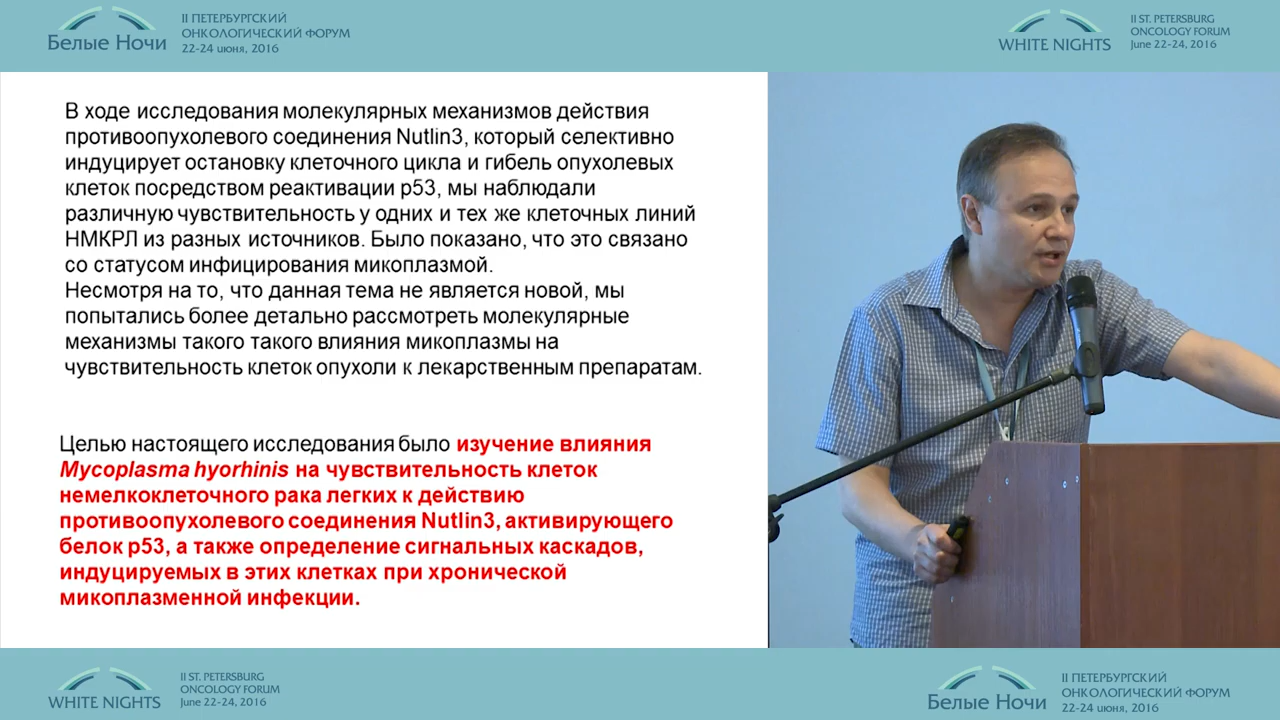 Белые Ночи
II ПЕТЕРБУРГСКИЙ
ОНКОЛОГИЧЕСКИЙ ФОРУМ
22-24 июня, 2016
WHITE NIGHTS
II ST. PETERSBURG
ONCOLOGY FORUM
June 22-24, 2016
В ходе исследования молекулярных механизмов действия
противоопухолевого соединения Nutlin3, который селективно
индуцирует остановку клеточного цикла и гибель опухолевых
клеток посредством реактивации р53, мы наблюдали
различную чувствительность у одних и тех же клеточных линий
НМКРЛ из разных источников. Было показано, что это связано
со статусом инфицирования микоплазмой.
Несмотря на то, что данная тема не является новой, мы
попытались более детально рассмотреть молекулярные
механизмы такого такого влияния микоплазмы на
чувствительность клеток опухоли к лекарственным препаратам.
Целью настоящего исследования было изучение влияния
Mycoplasma hyorhinis на чувствительность клеток
немелкоклеточного рака легких к действию
противоопухолевого соединения Nutlin3, активирующего
белок р53, а также определение сигнальных каскадов,
индуцируемых в этих клетках при хронической
микоплазменной инфекции.
WHITE NIGHTS
II ST. PETERSBURG
ONCOLOGY FORUM
June 22-24, 2016
Белые Ночи
II ПЕТЕРБУРГСКИЙ
ОНКОЛОГИЧЕСКИЙ ФОРУМ
22-24 июня, 2016